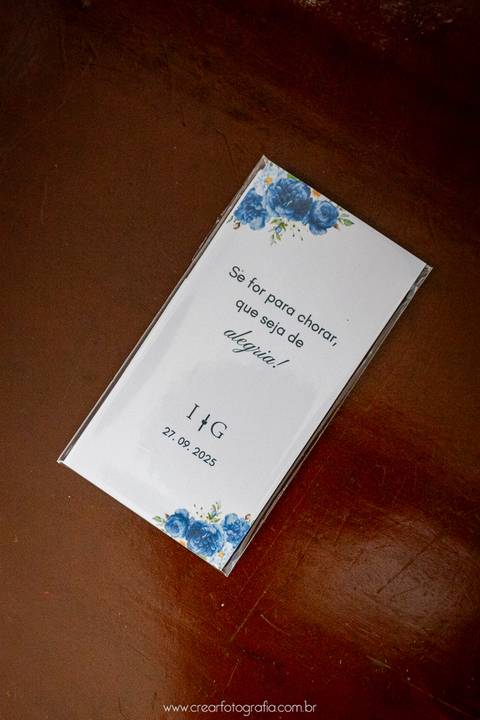 Se for para chorar,
que seja de
alegria!
I G
27. 09. 2025
www.crearfotografia.com.br